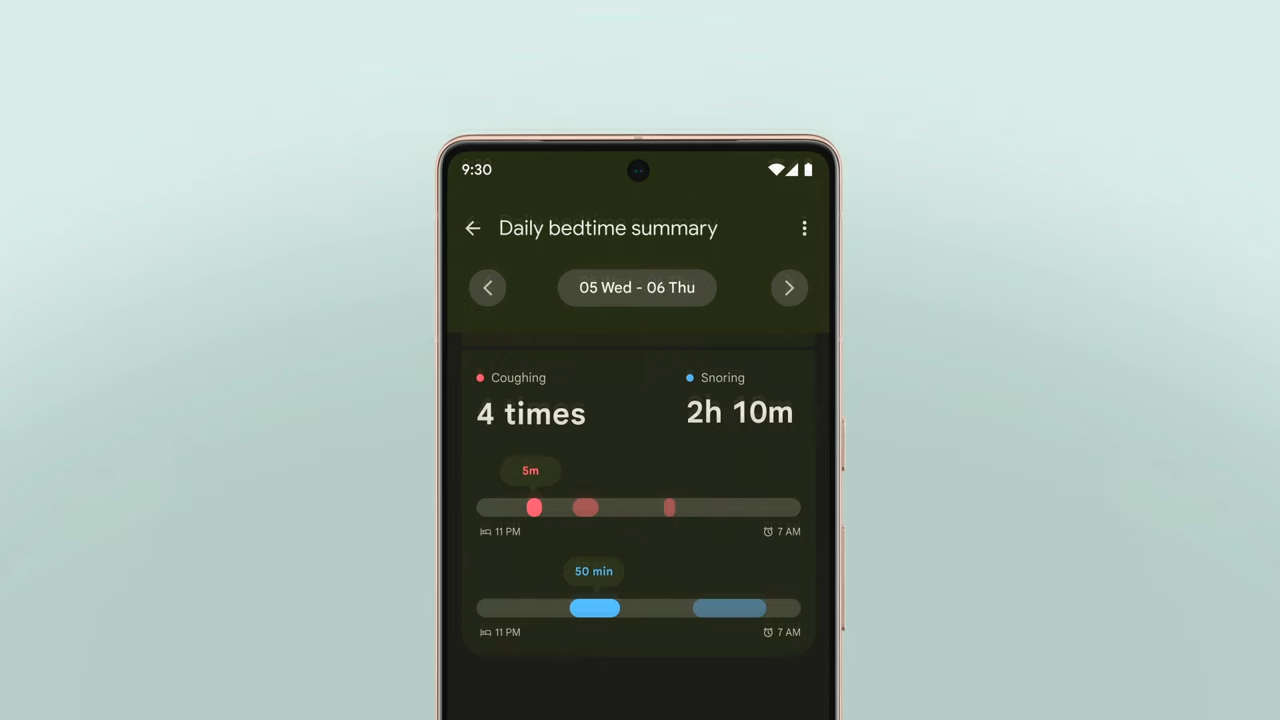 9:30
Daily bedtime summary
05 Wed - 06 Thu
Coughing
Snoring
4 times
2h 10m
5m
11 PM
7 AM
50 min
11 PM
7 AM